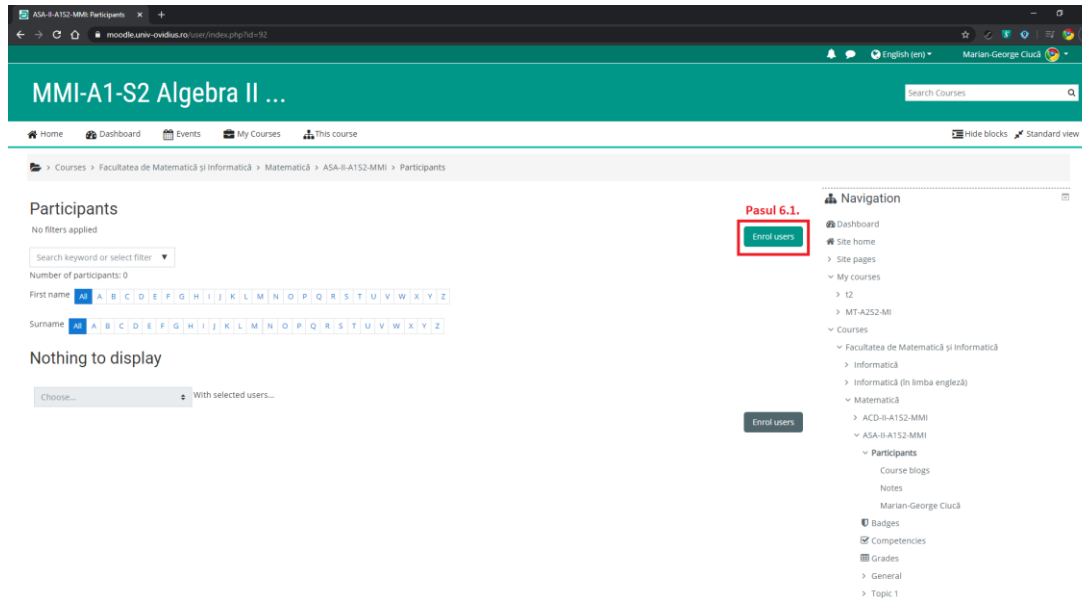 ASA-II-A1S2-MMI: Participants
moodle.univ-ovidius.ro/user/index.php?id=92
English (en)
Marian-George Ciucă
MMI-A1-S2 Algebra II ...
Search Courses
Home Dashboard Events My Courses This course
Hide blocks Standard view
> Courses > Facultatea de Matematică și Informatică > Matematică > ASA-II-A1S2-MMI > Participants
Participants
No filters applied
Pasul 6.1.
Enrol users
Search keyword or select filter ▼
Number of participants: 0
First name All A B C D E F G H I J K L M N O P Q R S T U V W X Y Z
Surname All A B C D E F G H I J K L M N O P Q R S T U V W X Y Z
Nothing to display
Choose... With selected users...
Enrol users
Navigation
Dashboard
Site home
Site pages
My courses
t2
MT-A2S2-MI
Courses
Facultatea de Matematică și Informatică
Informatică
Informatică (în limba engleză)
Matematică
ACD-II-A1S2-MMI
ASA-II-A1S2-MMI
Participants
Course blogs
Notes
Marian-George Ciucă
Badges
Competencies
Grades
General
Topic 1